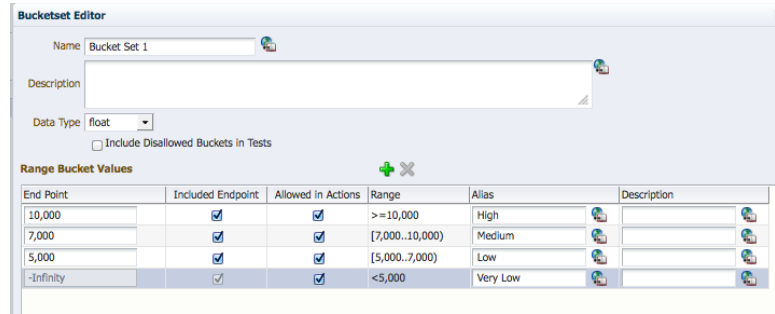 Bucketset Editor
Name Bucket Set 1
Description
Data Type float
Include Disallowed Buckets in Tests
Range Bucket Values
End Point Included Endpoint Allowed in Actions Range Alias Description
10,000 >=10,000 High
7,000 [7,000..10,000) Medium
5,000 [5,000..7,000) Low
-Infinity <5,000 Very Low